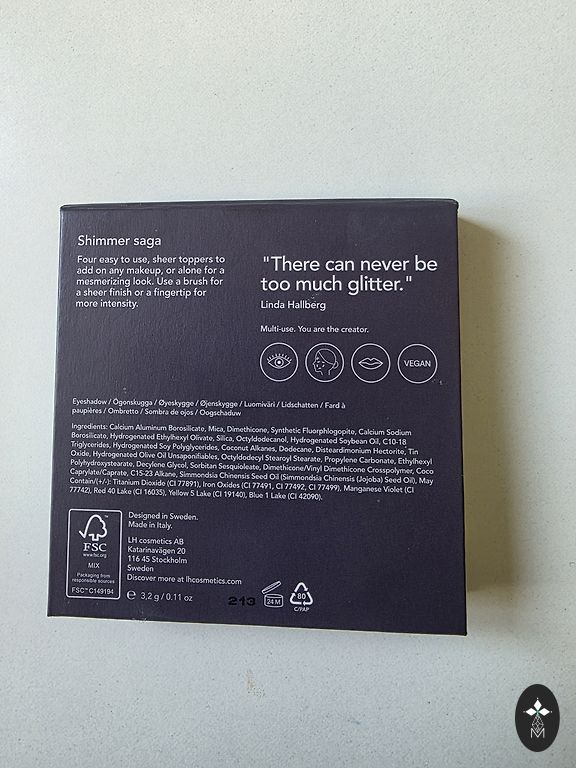 Shimmer saga
Four easy to use, sheer toppers to
add on any makeup, or alone for a
mesmerizing look. Use a brush for
a sheer finish or a fingertip for
more intensity.
"There can never be
too much glitter."
Linda Hallberg
Multi-use. You are the creator.
VEGAN
Eyeshadow / Ögonskugga / Øyeskygge / Øjenskygge / Luomiväri / Lidschatten / Fard à
paupières / Ombretto / Sombra de ojos / Oogschaduw
Ingredients: Calcium Aluminum Borosilicate, Mica, Dimethicone, Synthetic Fluorphlogopite, Calcium Sodium
Borosilicate, Hydrogenated Ethylhexyl Olivate, Silica, Octyldodecanol, Hydrogenated Soybean Oil, C10-18
Triglycerides, Hydrogenated Soy Polyglycerides, Coconut Alkanes, Dodecane, Disteardimonium Hectorite, Tin
Oxide, Hydrogenated Olive Oil Unsaponifiables, Octyldodecyl Stearoyl Stearate, Propylene Carbonate, Ethylhexyl
Polyhydroxystearate, Decylene Glycol, Sorbitan Sesquioleate, Dimethicone/Vinyl Dimethicone Crosspolymer, Coco
Caprylate/Caprate, C15-23 Alkane, Simmondsia Chinensis Seed Oil (Simmondsia Chinensis (Jojoba) Seed Oil), May
Contain/(+/-): Titanium Dioxide (CI 77891), Iron Oxides (CI 77491, CI 77492, CI 77499). Manganese Violet (CI
77742), Red 40 Lake (CI 16035), Yellow 5 Lake (CI 19140), Blue 1 Lake (CI 42090).
FSC
www.fsc.org
MIX
Packaging from
responsible sources
FSC™ C149194
Designed in Sweden.
Made in Italy.
LH cosmetics AB
Katarinavägen 20
116 45 Stockholm
Sweden
Discover more at lhcosmetics.com
e 3,2 g / 0.11 oz
213
24 M
80
C/PAP
M